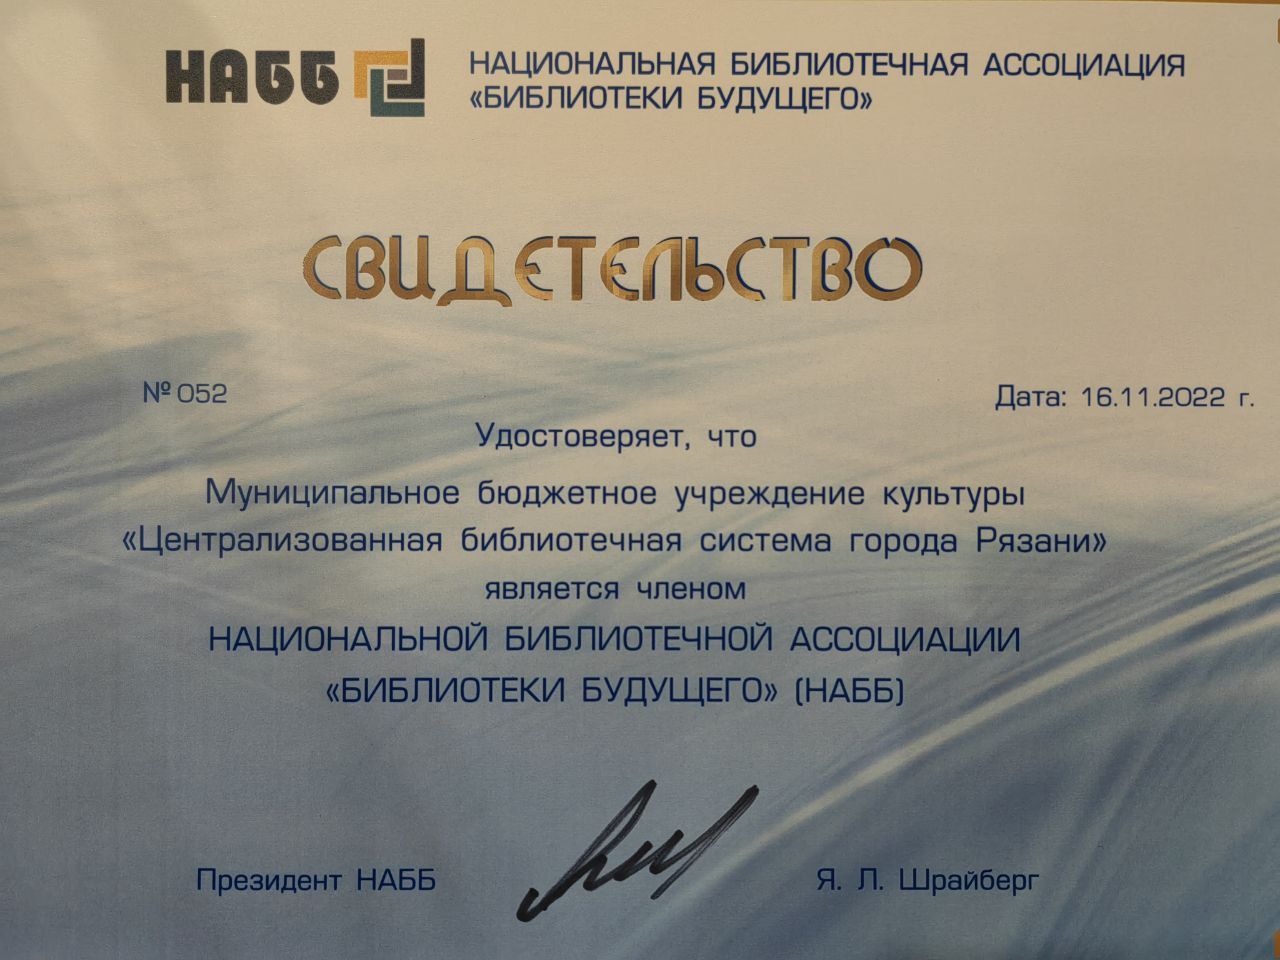 НАББ
НАЦИОНАЛЬНАЯ БИБЛИОТЕЧНАЯ АССОЦИАЦИЯ
«БИБЛИОТЕКИ БУДУЩЕГО»
СВИДЕТЕЛЬСТВО
№ 052
Дата: 16.11.2022 г.
Удостоверяет, что
Муниципальное бюджетное учреждение культуры
«Централизованная библиотечная система города Рязани»
является членом
НАЦИОНАЛЬНОЙ БИБЛИОТЕЧНОЙ АССОЦИАЦИИ
«БИБЛИОТЕКИ БУДУЩЕГО» (НАББ)
Президент НАББ
Я. Л. Шрайберг